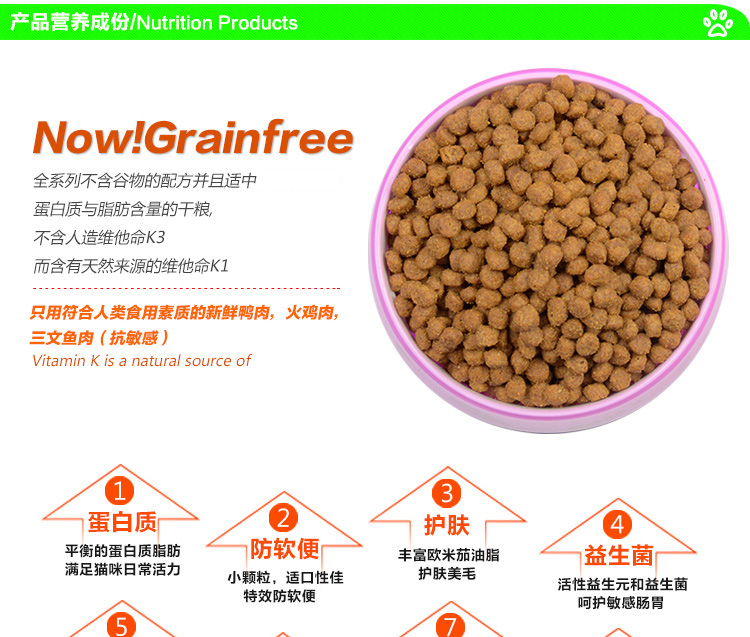 产品营养成份/Nutrition Products
Now!Grainfree
全系列不含谷物的配方并且适中
蛋白质与脂肪含量的干粮,
不含人造维他命K3
而含有天然来源的维他命K1
只用符合人类食用素质的新鲜鸭肉，火鸡肉，
三文鱼肉（抗敏感）
Vitamin K is a natural source of
1
蛋白质
平衡的蛋白质脂肪
满足猫咪日常活力
2
防软便
小颗粒，适口性佳
特效防软便
3
护肤
丰富欧米茄油脂
护肤美毛
4
益生菌
活性益生元和益生菌
呵护敏感肠胃
5
7